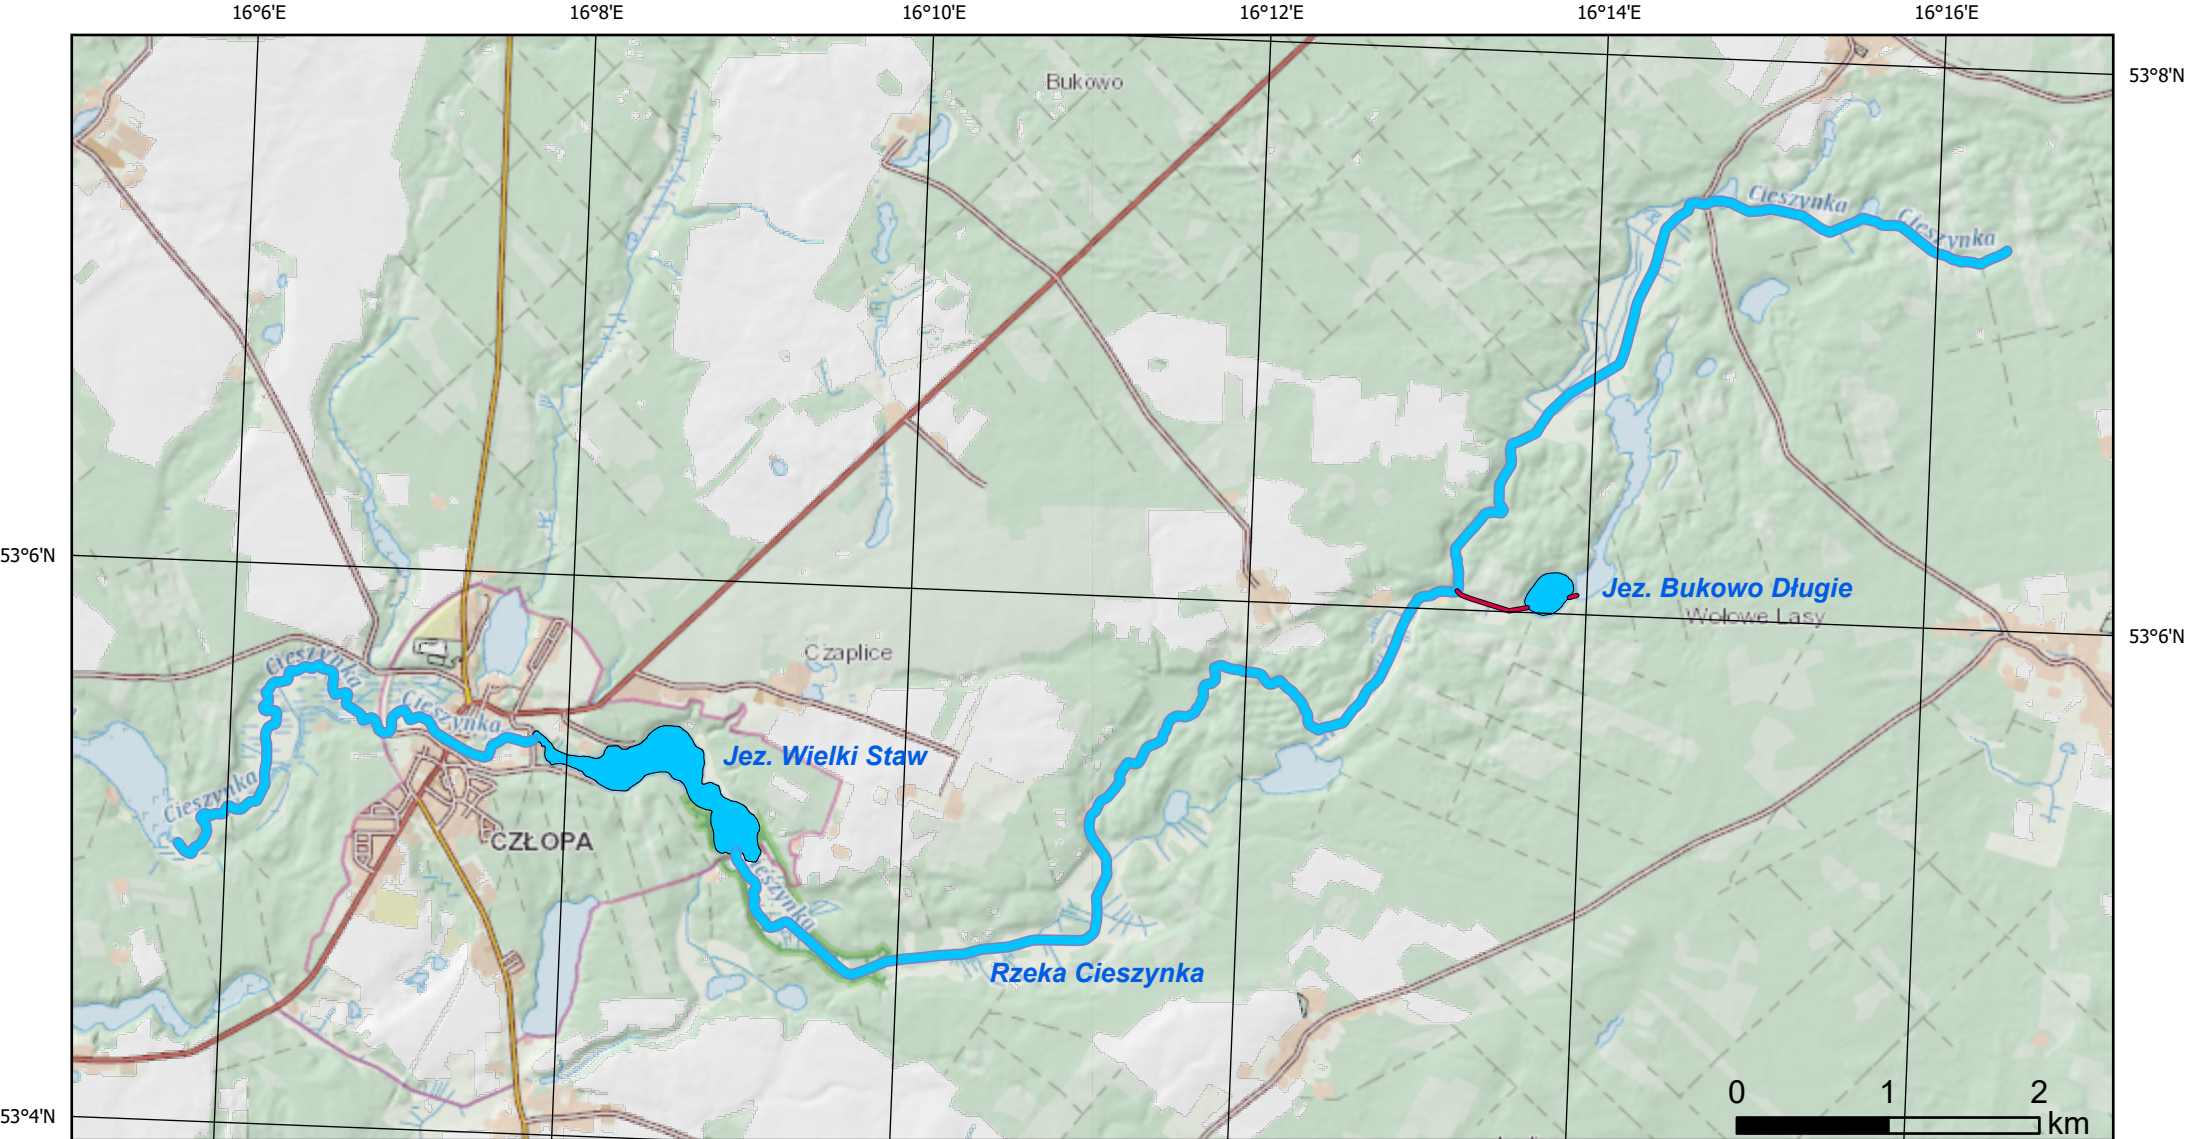 16°6'E 16°8'E 16°10'E 16°12'E 16°14'E 16°16'E
53°8'N
Bukowo
Cieszynka
Cieszynka
53°6'N
Jez. Bukowo Długie
Wołowe Lasy
53°6'N
Czaplice
Cieszynka
Cieszynka
Jez. Wielki Staw
Cieszynka
CZŁOPA
Cieszynka
Rzeka Cieszynka
0 1 2
km
53°4'N